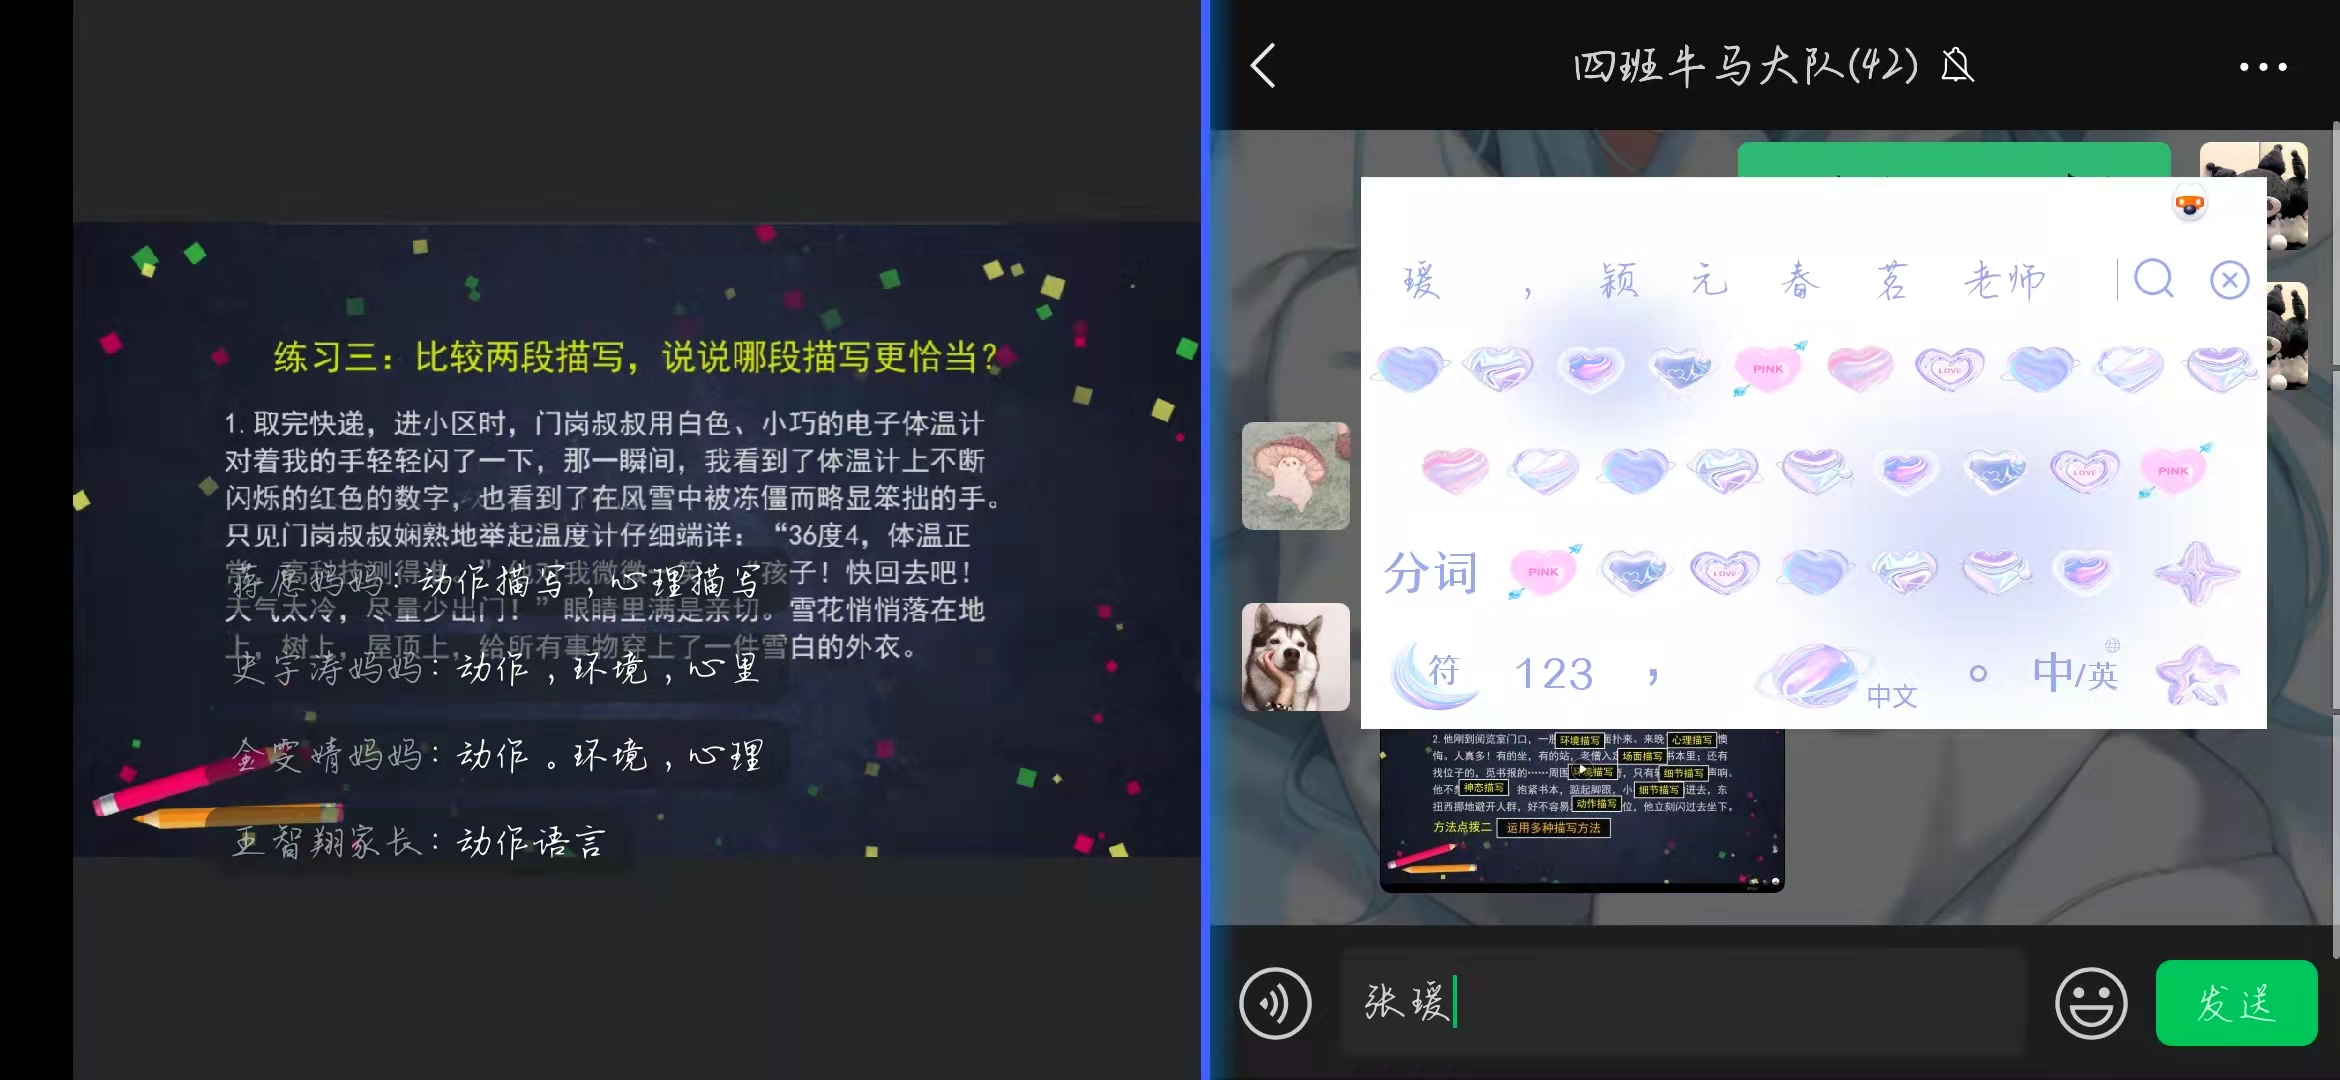 练习三：比较两段描写，说说哪段描写更恰当？
1.取完快递，进小区时，门岗叔叔用白色、小巧的电子体温计
对着我的手轻轻闪了一下，那一瞬间，我看到了体温计上不断
闪烁的红色的数字，也看到了在风雪中被冻僵而略显笨拙的手。
只见门岗叔叔娴熟地举起温度计仔细端详：“36度4，体温正
孩子！快回去吧！
天气太冷，尽量少出门！”眼睛里满是亲切。雪花悄悄落在地
上，树上，屋顶上，给所有事物穿上了一件雪白的外衣。
蒋愿妈妈：动作描写，心理描写
史宇涛妈妈：动作，环境，心里
金雯婧妈妈：动作。环境，心理
王智翔家长：动作语言
四班牛马大队(42)
瑗 ， 颖 元 春 茗 老师
PINK
LOVE
LOVE
PINK
分词
PINK
LOVE
符 123 ， 中文 。 中/英
2.他刚到阅览室门口，一股 环境描写 面扑来。来晚 心理描写 懊
悔。人真多！有的坐，有的站，老僧入定 场面描写 书本里；还有
找位子的，觅书报的……周围 环境描写 ，只有 细节描写 声响。
他不 神态描写 抱紧书本，踮起脚跟，小 细节描写 进去，东
扭西挪地避开人群，好不容易 动作描写 位，他立刻闪过去坐下。
方法点拨二 运用多种描写方法
张瑗
发送